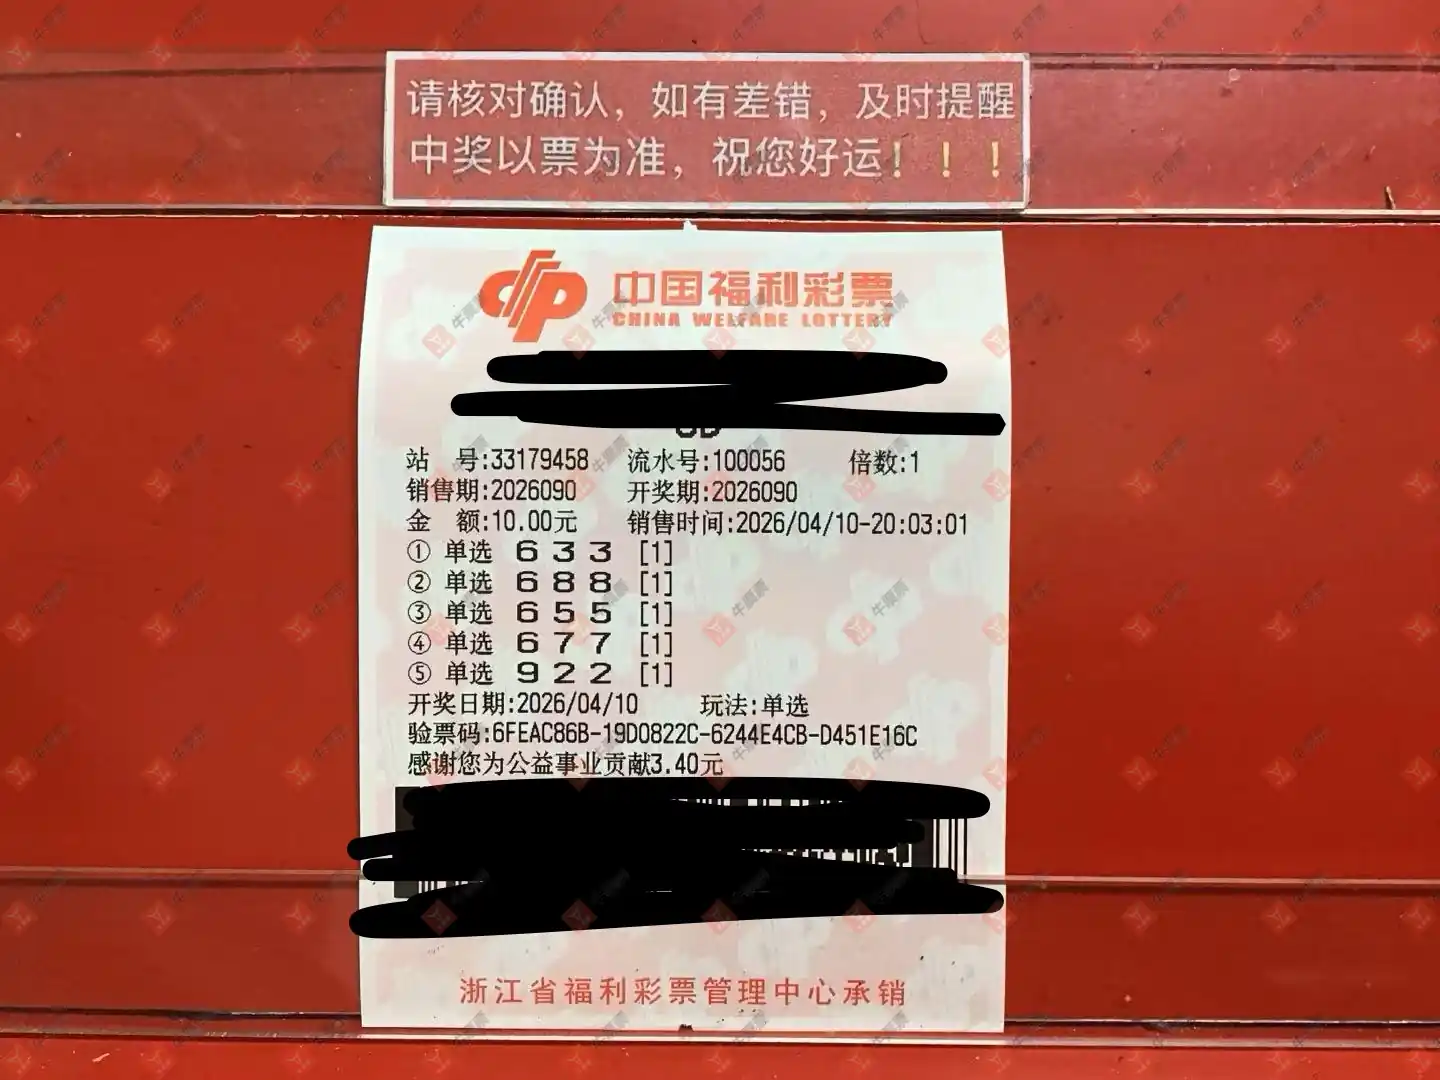 请核对确认，如有差错，及时提醒
中奖以票为准，祝您好运！！！
中国福利彩票
CHINA WELFARE LOTTERY
站 号:33179458 流水号:100056 倍数:1
销售期:2026090 开奖期:2026090
金 额:10.00元 销售时间:2026/04/10-20:03:01
① 单选 6 3 3 [1]
② 单选 6 8 8 [1]
③ 单选 6 5 5 [1]
④ 单选 6 7 7 [1]
⑤ 单选 9 2 2 [1]
开奖日期:2026/04/10 玩法:单选
验票码:6FEAC86B-19D0822C-6244E4CB-D451E16C
感谢您为公益事业贡献3.40元
浙江省福利彩票管理中心承销